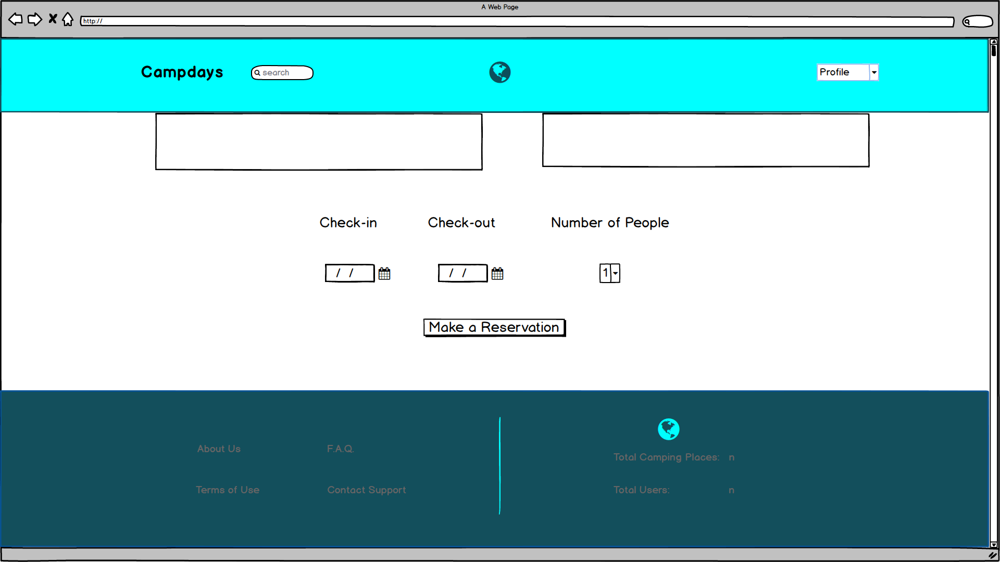 A Web Page
http://
Campdays
search
Profile
Check-in
Check-out
Number of People
/ /
/ /
1
Make a Reservation
About Us
F.A.Q.
Total Camping Places: n
Terms of Use
Contact Support
Total Users: n